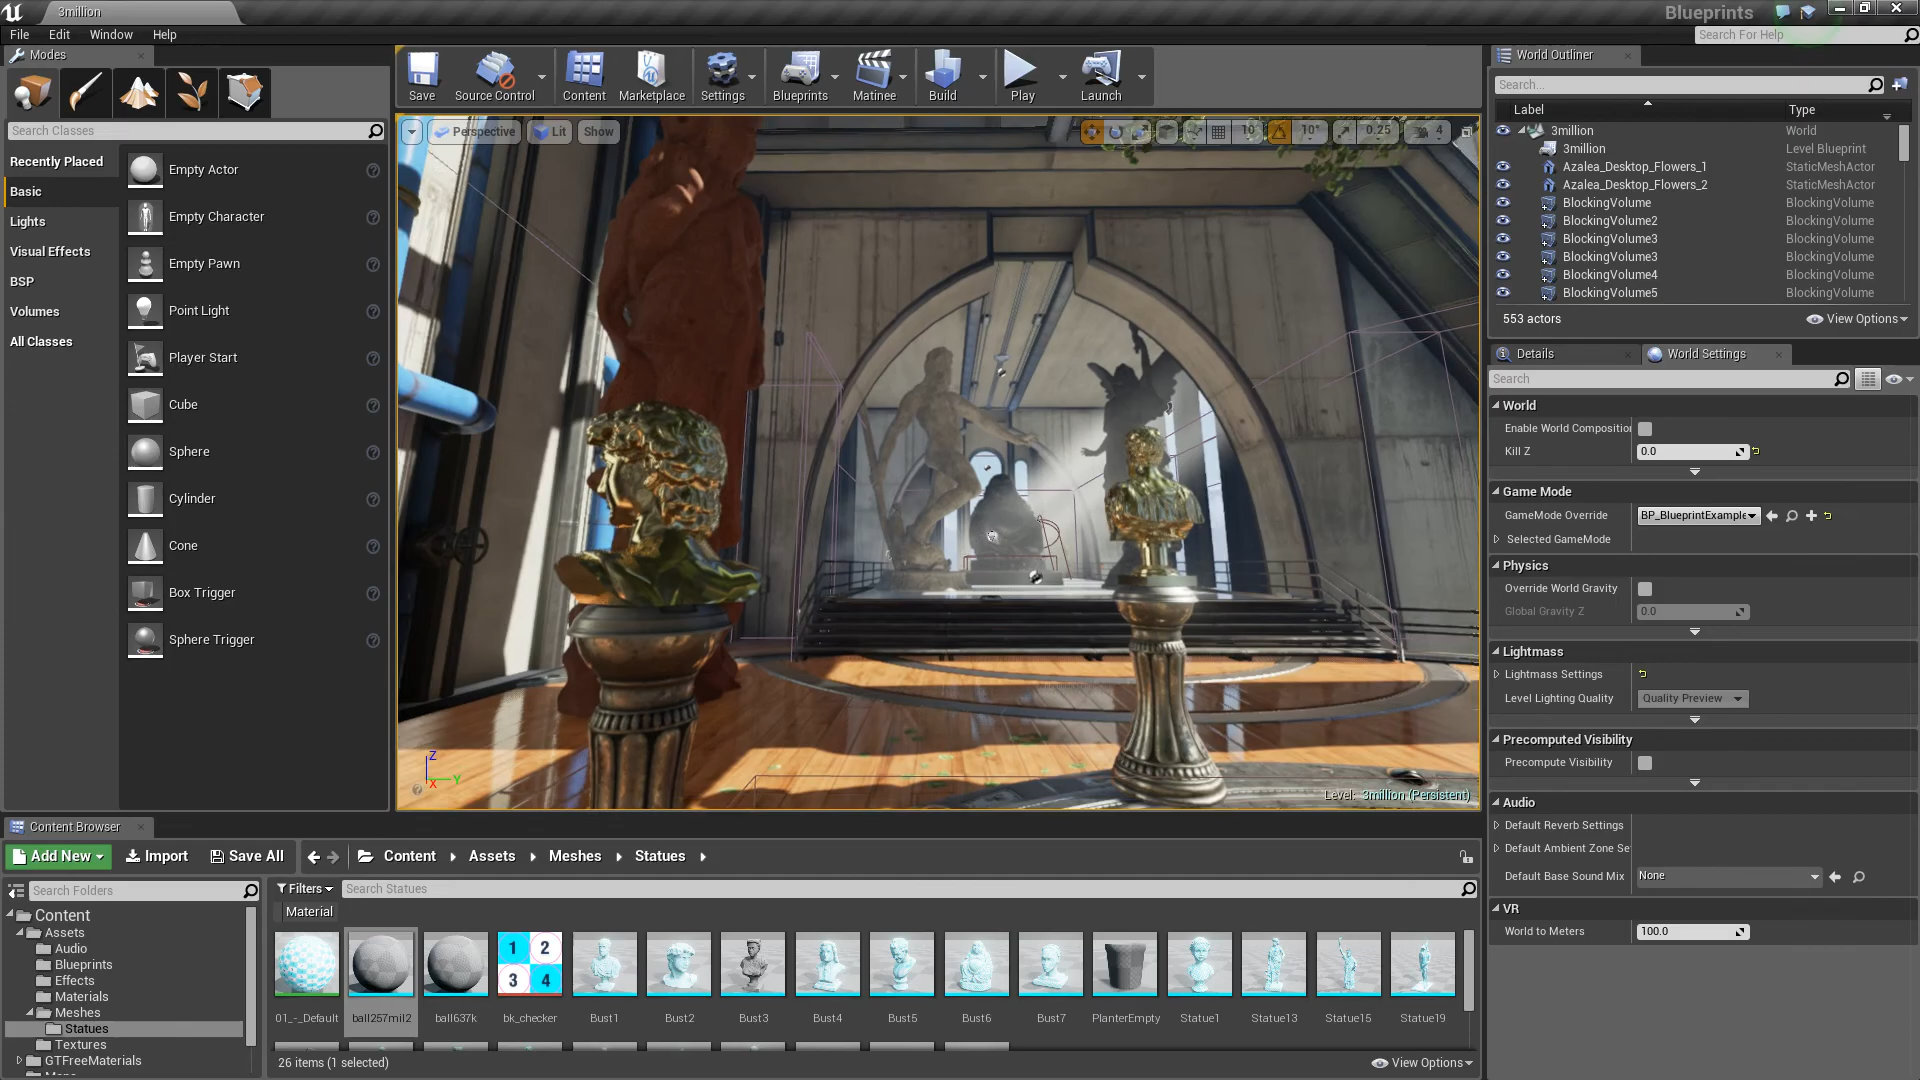 3million
Blueprints
File Edit Window Help
Search For Help
Modes
Search Classes
Recently Placed
Basic
Lights
Visual Effects
BSP
Volumes
All Classes
Empty Actor
Empty Character
Empty Pawn
Point Light
Player Start
Cube
Sphere
Cylinder
Cone
Box Trigger
Sphere Trigger
Save Source Control Content Marketplace Settings Blueprints Matinee Build Play Launch
Perspective Lit Show 10 10° 0.25 4
Z
Y
X
Level: 3million (Persistent)
World Outliner
Search...
Label Type
3million World
3million Level Blueprint
Azalea_Desktop_Flowers_1 StaticMeshActor
Azalea_Desktop_Flowers_2 StaticMeshActor
BlockingVolume BlockingVolume
BlockingVolume2 BlockingVolume
BlockingVolume3 BlockingVolume
BlockingVolume3 BlockingVolume
BlockingVolume4 BlockingVolume
BlockingVolume5 BlockingVolume
553 actors View Options
Details World Settings
Search
World
Enable World Composition
Kill Z 0.0
Game Mode
GameMode Override BP_BlueprintExample
Selected GameMode
Physics
Override World Gravity
Global Gravity Z 0.0
Lightmass
Lightmass Settings
Level Lighting Quality Quality Preview
Precomputed Visibility
Precompute Visibility
Audio
Default Reverb Settings
Default Ambient Zone Se
Default Base Sound Mix None
VR
World to Meters 100.0
Content Browser
Add New Import Save All Content Assets Meshes Statues
Search Folders
Content
Assets
Audio
Blueprints
Effects
Materials
Meshes
Statues
Textures
GTFreeMaterials
Filters Search Statues
Material
1 2
3 4
01_-_Default ball257mil2 ball637k bk_checker Bust1 Bust2 Bust3 Bust4 Bust5 Bust6 Bust7 PlanterEmpty Statue1 Statue13 Statue15 Statue19
26 items (1 selected) View Options